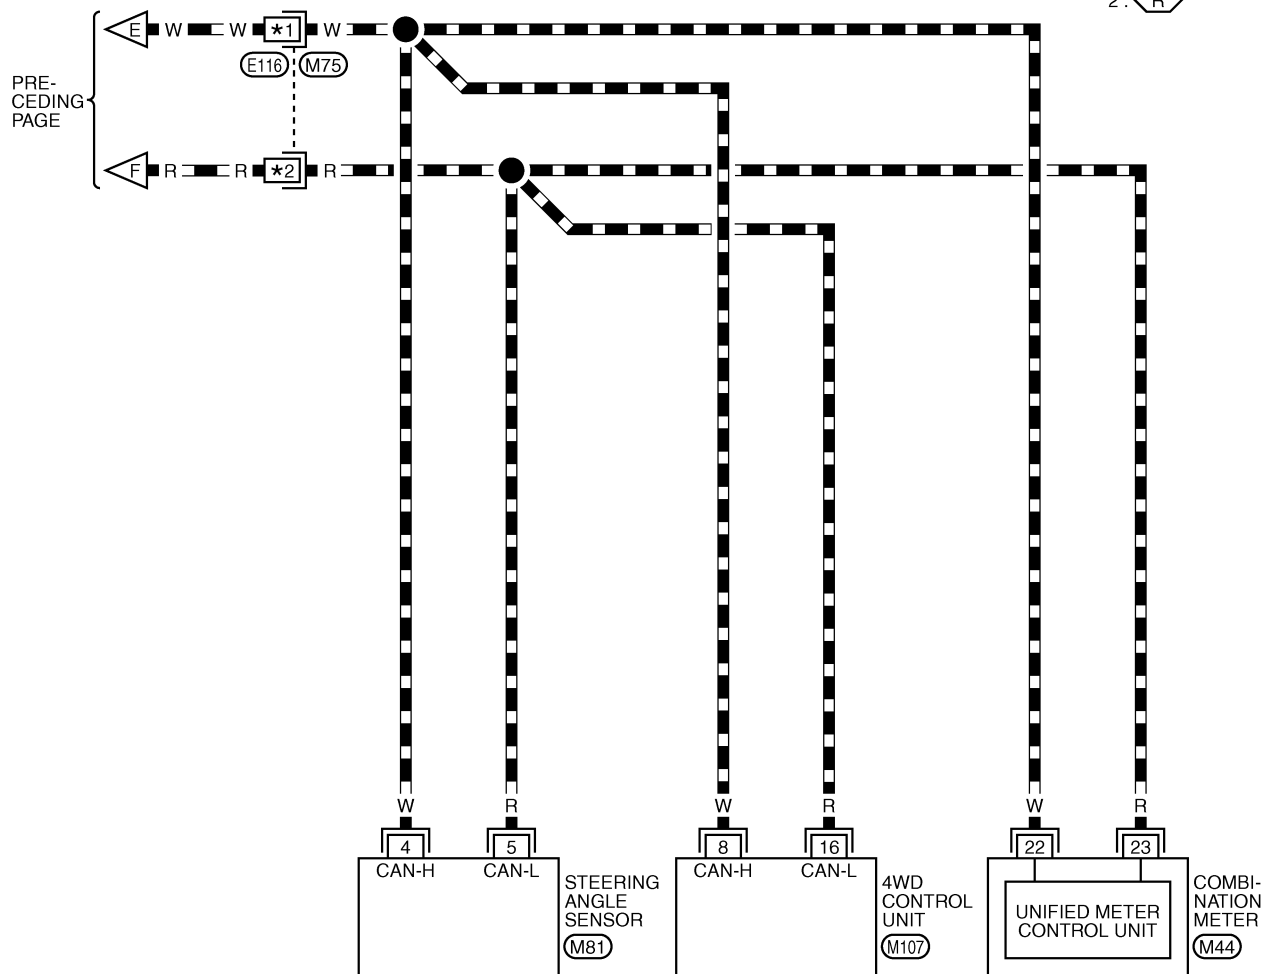 2 : R
E W W *1 W
E116 M75
PRE-
CEDING
PAGE
F R R *2 R
W R W R W R
4 5 8 16 22 23
CAN-H CAN-L CAN-H CAN-L
STEERING
ANGLE
SENSOR
M81
4WD
CONTROL
UNIT
M107
UNIFIED METER
CONTROL UNIT
COMBI-
NATION
METER
M44